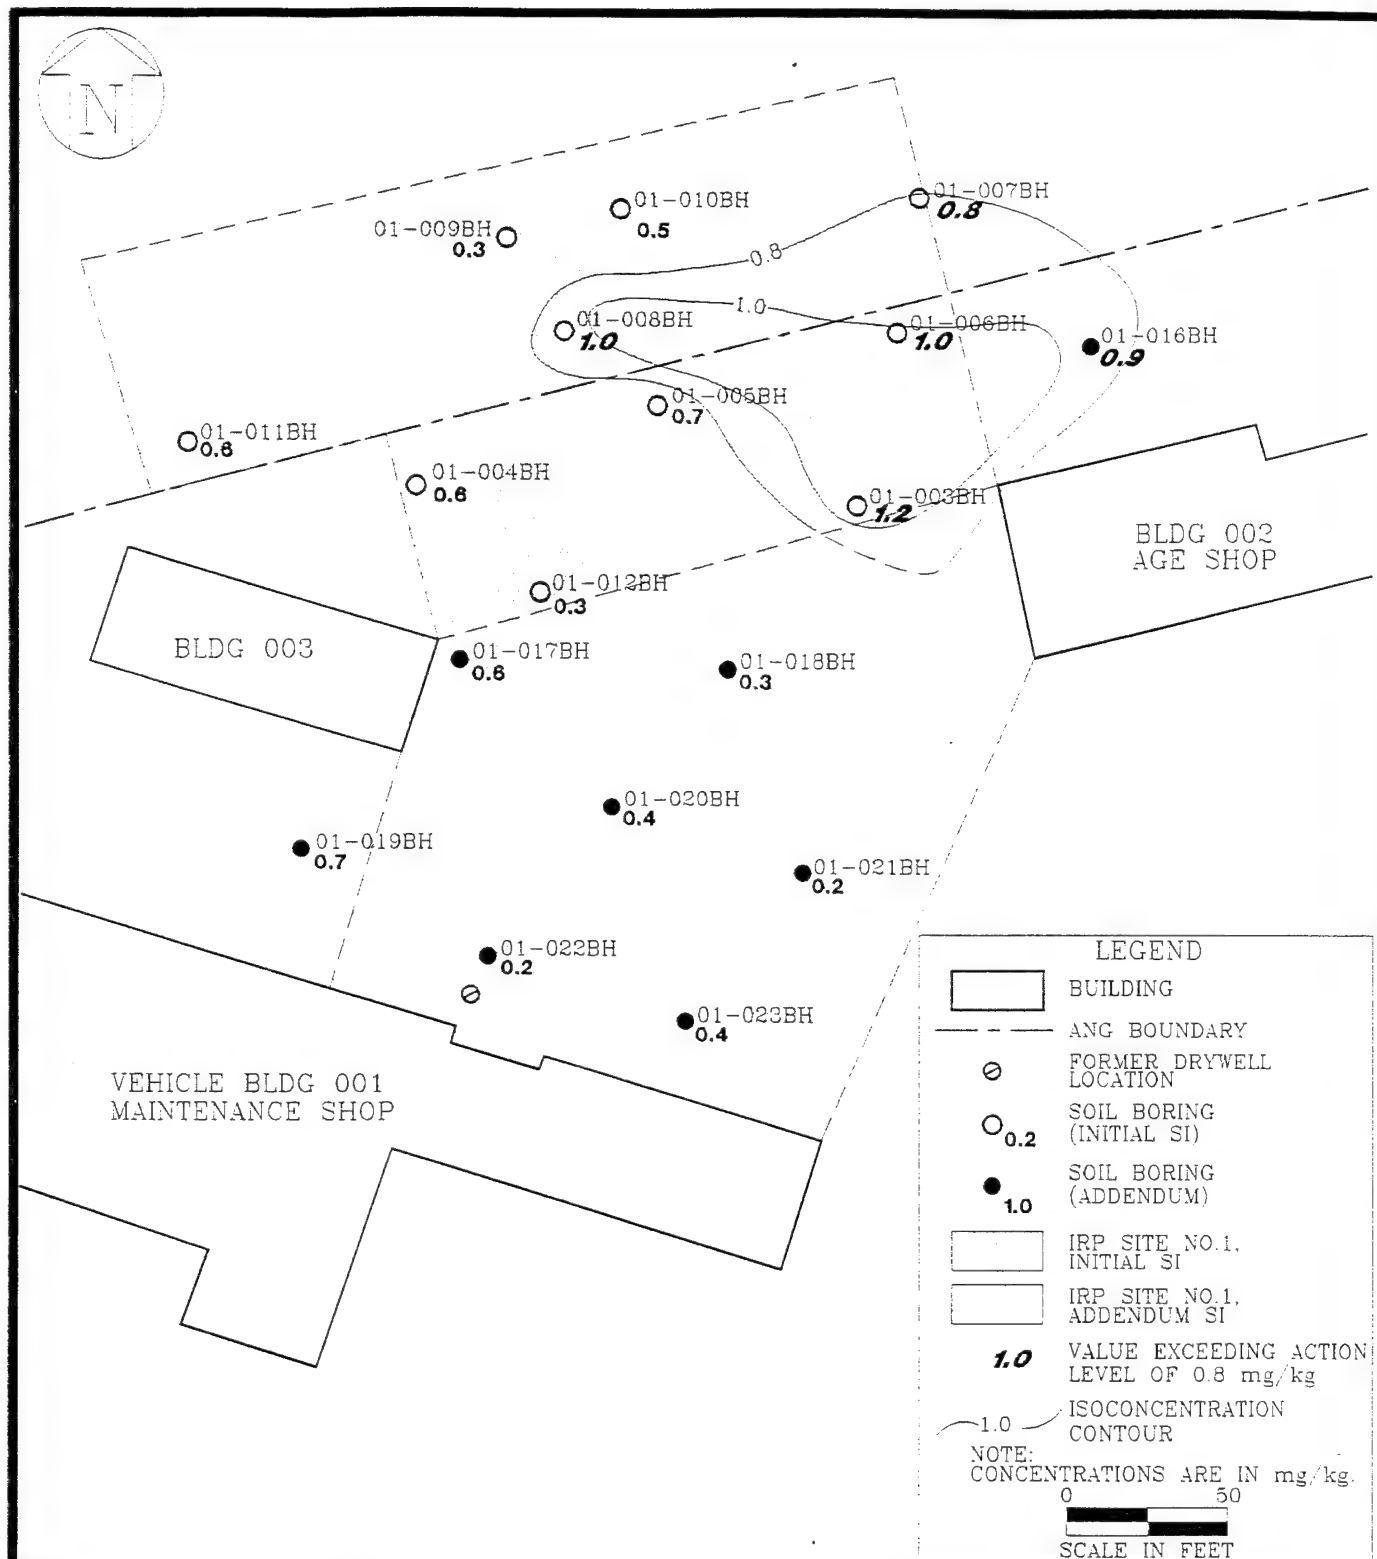 N
01-007BH
0.8
01-010BH
0.5
01-009BH
0.3
0.8
1.0
01-008BH
1.0
01-006BH
1.0
01-016BH
0.9
01-005BH
0.7
01-011BH
0.6
01-004BH
0.6
01-003BH
1.2
BLDG 002
AGE SHOP
01-012BH
0.3
BLDG 003
01-017BH
0.6
01-018BH
0.3
01-020BH
0.4
01-019BH
0.7
01-021BH
0.2
01-022BH
0.2
01-023BH
0.4
VEHICLE BLDG 001
MAINTENANCE SHOP
LEGEND
BUILDING
ANG BOUNDARY
FORMER DRYWELL
LOCATION
SOIL BORING
(INITIAL SI)
0.2
SOIL BORING
(ADDENDUM)
1.0
IRP SITE NO.1,
INITIAL SI
IRP SITE NO.1,
ADDENDUM SI
1.0
VALUE EXCEEDING ACTION
LEVEL OF 0.8 mg/kg
1.0
ISOCONCENTRATION
CONTOUR
NOTE:
CONCENTRATIONS ARE IN mg/kg.
0 50
SCALE IN FEET